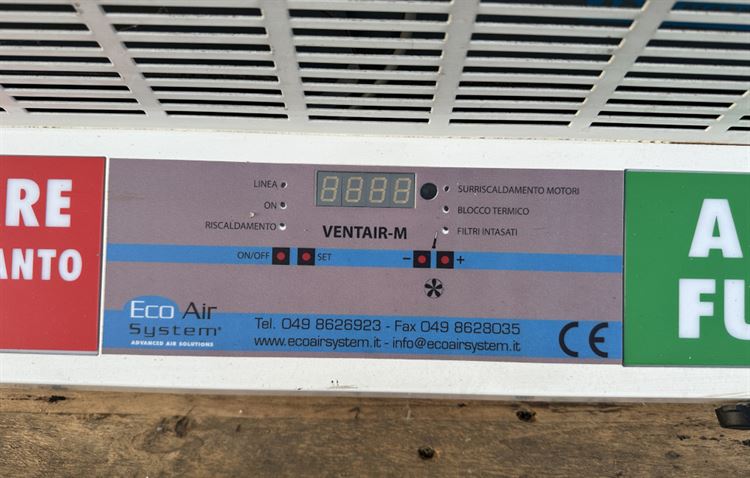 RE
ANTO
LINEA
ON
RISCALDAMENTO
8888
SURRISCALDAMENTO MOTORI
BLOCCO TERMICO
FILTRI INTASATI
VENTAIR-M
ON/OFF
SET
- +
Eco Air
System
ADVANCED AIR SOLUTIONS
Tel. 049 8626923 - Fax 049 8628035
www.ecoairsystem.it - info@ecoairsystem.it
CE
A
FU